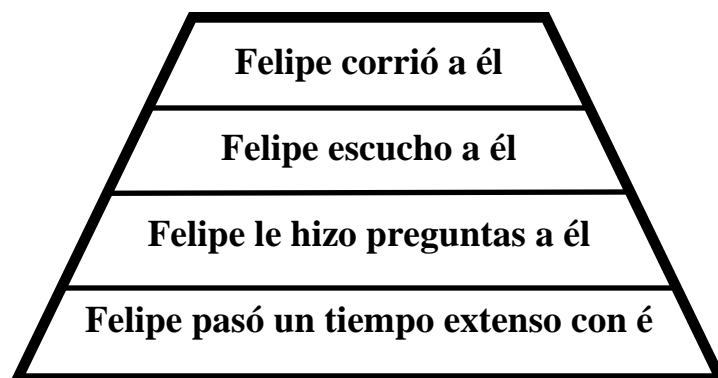 Felipe corrió a él
Felipe escucho a él
Felipe le hizo preguntas a él
Felipe pasó un tiempo extenso con é